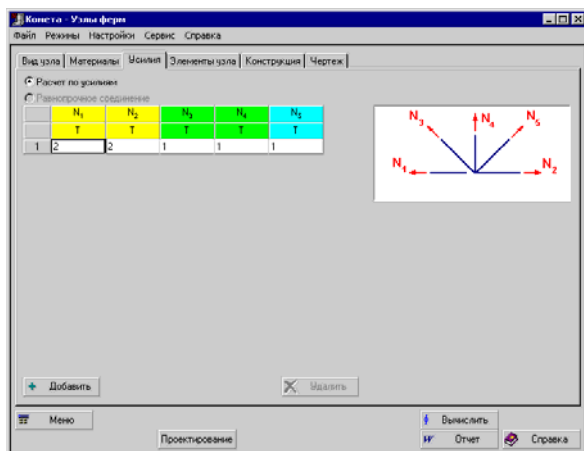 Комета - Узлы ферм
Файл Режимы Настройки Сервис Справка
Вид узла Материалы Усилия Элементы узла Конструкция Чертеж
Расчет по усилиям
Равнопрочное соединение
N1 N2 N3 N4 N5
Т Т Т Т Т
1 2 2 1 1 1
N3 N4 N5
N1 N2
Добавить Удалить
Меню Вычислить
Проектирование Отчет Справка